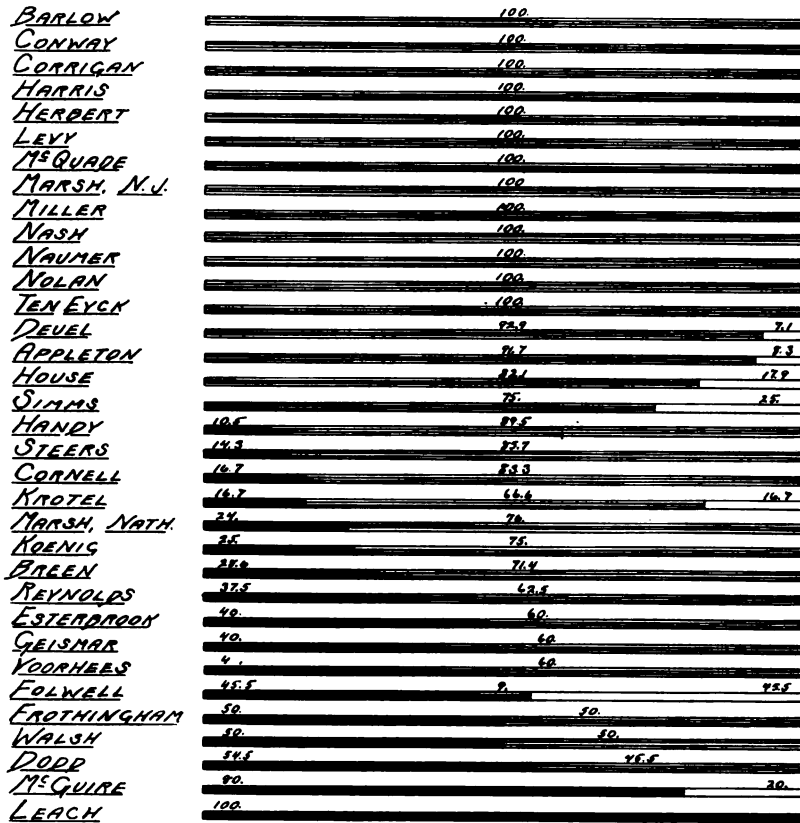 BARLOW 100.
CONWAY 100.
CORRIGAN 100.
HARRIS 100.
HERBERT 100.
LEVY 100.
McQUADE 100.
MARSH, N.J. 100
MILLER 100.
NASH 100.
NAUMER 100.
NOLAN 100.
TEN EYCK 100.
DEUEL 92.9 7.1
APPLETON 91.7 8.3
HOUSE 82.1 17.9
SIMMS 75. 25.
HANDY 10.5 89.5
STEERS 14.3 85.7
CORNELL 16.7 83.3
KROTEL 16.7 66.6 16.7
MARSH, NATH. 24. 76.
KOENIG 25. 75.
BREEN 28.6 71.4
REYNOLDS 37.5 62.5
ESTERBROOK 40. 60.
GEISMAR 40. 60
VOORHEES 4 . 60
FOLWELL 45.5 9. 45.5
FROTHINGHAM 50. 50.
WALSH 50. 50.
DODD 54.5 45.5
McGUIRE 80. 20.
LEACH 100.